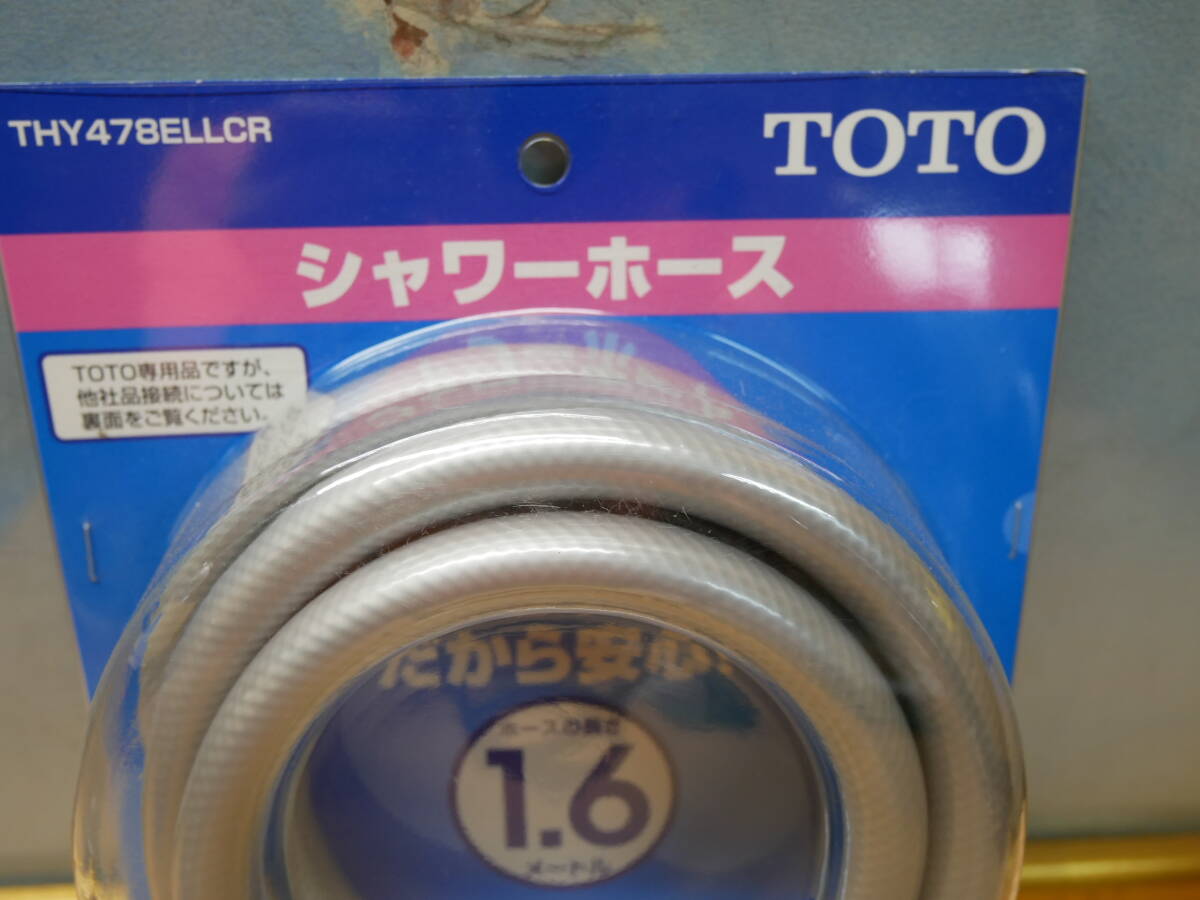 THY478ELLCR
TOTO
シャワーホース
TOTO専用品ですが、
他社品接続については
裏面をご覧ください。
だから安心!
ホースの長さ
1.6
メートル